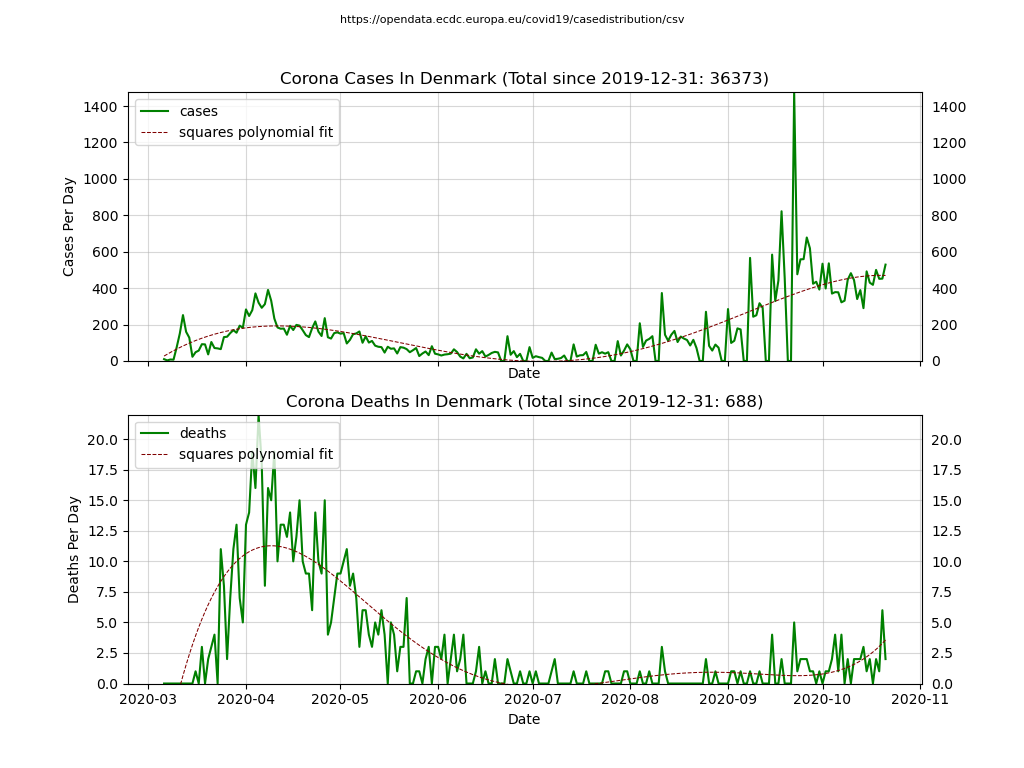 https://opendata.ecdc.europa.eu/covid19/casedistribution/csv
Corona Cases In Denmark (Total since 2019-12-31: 36373)
cases
squares polynomial fit
Cases Per Day
1400
1200
1000
800
600
400
200
0
1400
1200
1000
800
600
400
200
0
Date
Corona Deaths In Denmark (Total since 2019-12-31: 688)
deaths
squares polynomial fit
Deaths Per Day
20.0
17.5
15.0
12.5
10.0
7.5
5.0
2.5
0.0
20.0
17.5
15.0
12.5
10.0
7.5
5.0
2.5
0.0
2020-03 2020-04 2020-05 2020-06 2020-07 2020-08 2020-09 2020-10 2020-11
Date